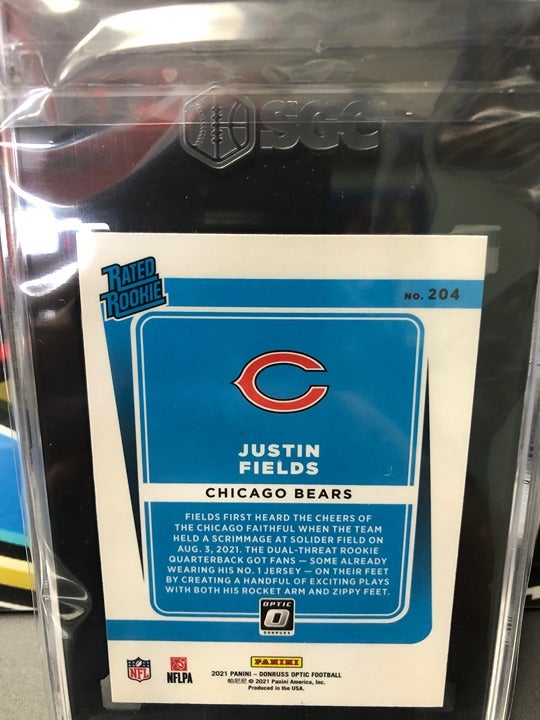 SGC
RATED
ROOKIE
NO. 204
JUSTIN
FIELDS
CHICAGO BEARS
FIELDS FIRST HEARD THE CHEERS OF
THE CHICAGO FAITHFUL WHEN THE TEAM
HELD A SCRIMMAGE AT SOLIDER FIELD ON
AUG. 3, 2021. THE DUAL-THREAT ROOKIE
QUARTERBACK GOT FANS — SOME ALREADY
WEARING HIS NO. 1 JERSEY — ON THEIR FEET
BY CREATING A HANDFUL OF EXCITING PLAYS
WITH BOTH HIS ROCKET ARM AND ZIPPY FEET.
OPTIC
DONRUSS
NFL
NFLPA
PANINI
2021 PANINI – DONRUSS OPTIC FOOTBALL
帕尼尼 © 2021 Panini America, Inc.
Produced in the USA.